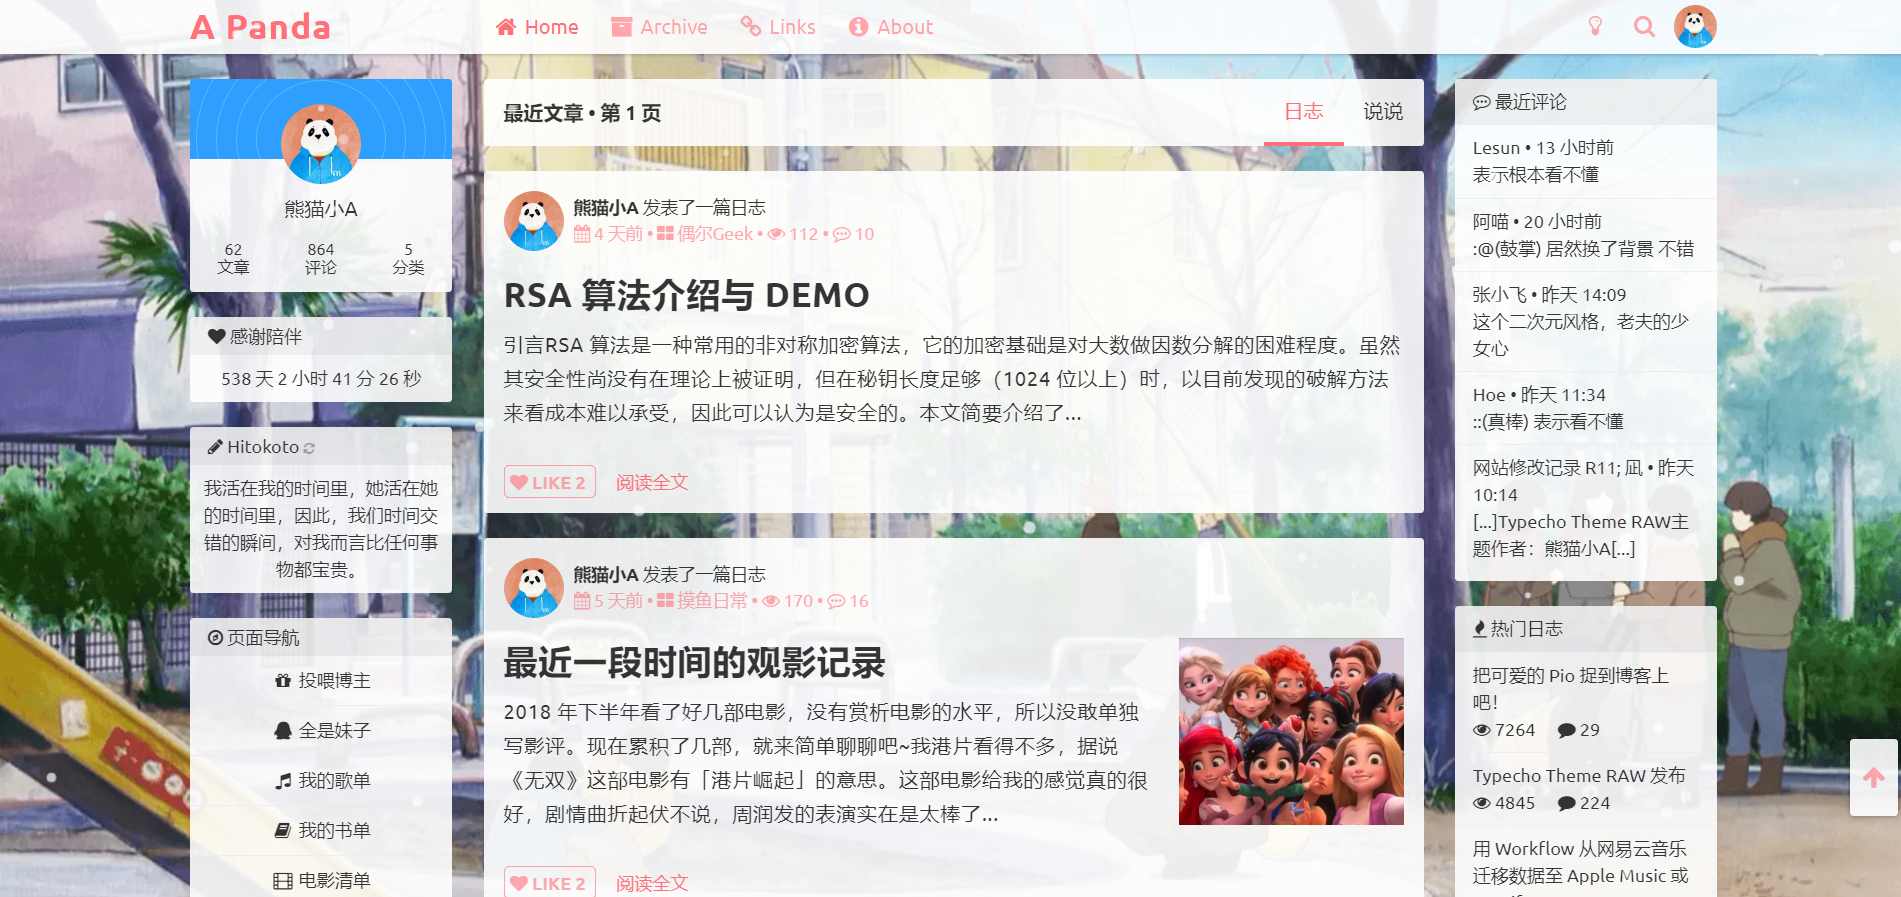 A Panda
Home
Archive
Links
About
熊猫小A
62
文章
864
评论
5
分类
感谢陪伴
538 天 2 小时 41 分 26 秒
Hitokoto
我活在我的时间里，她活在她
的时间里，因此，我们时间交
错的瞬间，对我而言比任何事
物都宝贵。
页面导航
投喂博主
全是妹子
我的歌单
我的书单
电影清单
最近文章 • 第 1 页
日志
说说
熊猫小A 发表了一篇日志
4 天前 • 偶尔Geek • 112 • 10
RSA 算法介绍与 DEMO
引言RSA 算法是一种常用的非对称加密算法，它的加密基础是对大数做因数分解的困难程度。虽然
其安全性尚没有在理论上被证明，但在秘钥长度足够（1024 位以上）时，以目前发现的破解方法
来看成本难以承受，因此可以认为是安全的。本文简要介绍了...
LIKE 2
阅读全文
熊猫小A 发表了一篇日志
5 天前 • 摸鱼日常 • 170 • 16
最近一段时间的观影记录
2018 年下半年看了好几部电影，没有赏析电影的水平，所以没敢单独
写影评。现在累积了几部，就来简单聊聊吧~我港片看得不多，据说
《无双》这部电影有「港片崛起」的意思。这部电影给我的感觉真的很
好，剧情曲折起伏不说，周润发的表演实在是太棒了...
LIKE 2
阅读全文
最近评论
Lesun • 13 小时前
表示根本看不懂
阿喵 • 20 小时前
:@(鼓掌) 居然换了背景 不错
张小飞 • 昨天 14:09
这个二次元风格，老夫的少
女心
Hoe • 昨天 11:34
::(真棒) 表示看不懂
网站修改记录 R11; 凪 • 昨天
10:14
[...]Typecho Theme RAW主
题作者：熊猫小A[...]
热门日志
把可爱的 Pio 捉到博客上
吧！
7264 29
Typecho Theme RAW 发布
4845 224
用 Workflow 从网易云音乐
迁移数据至 Apple Music 或